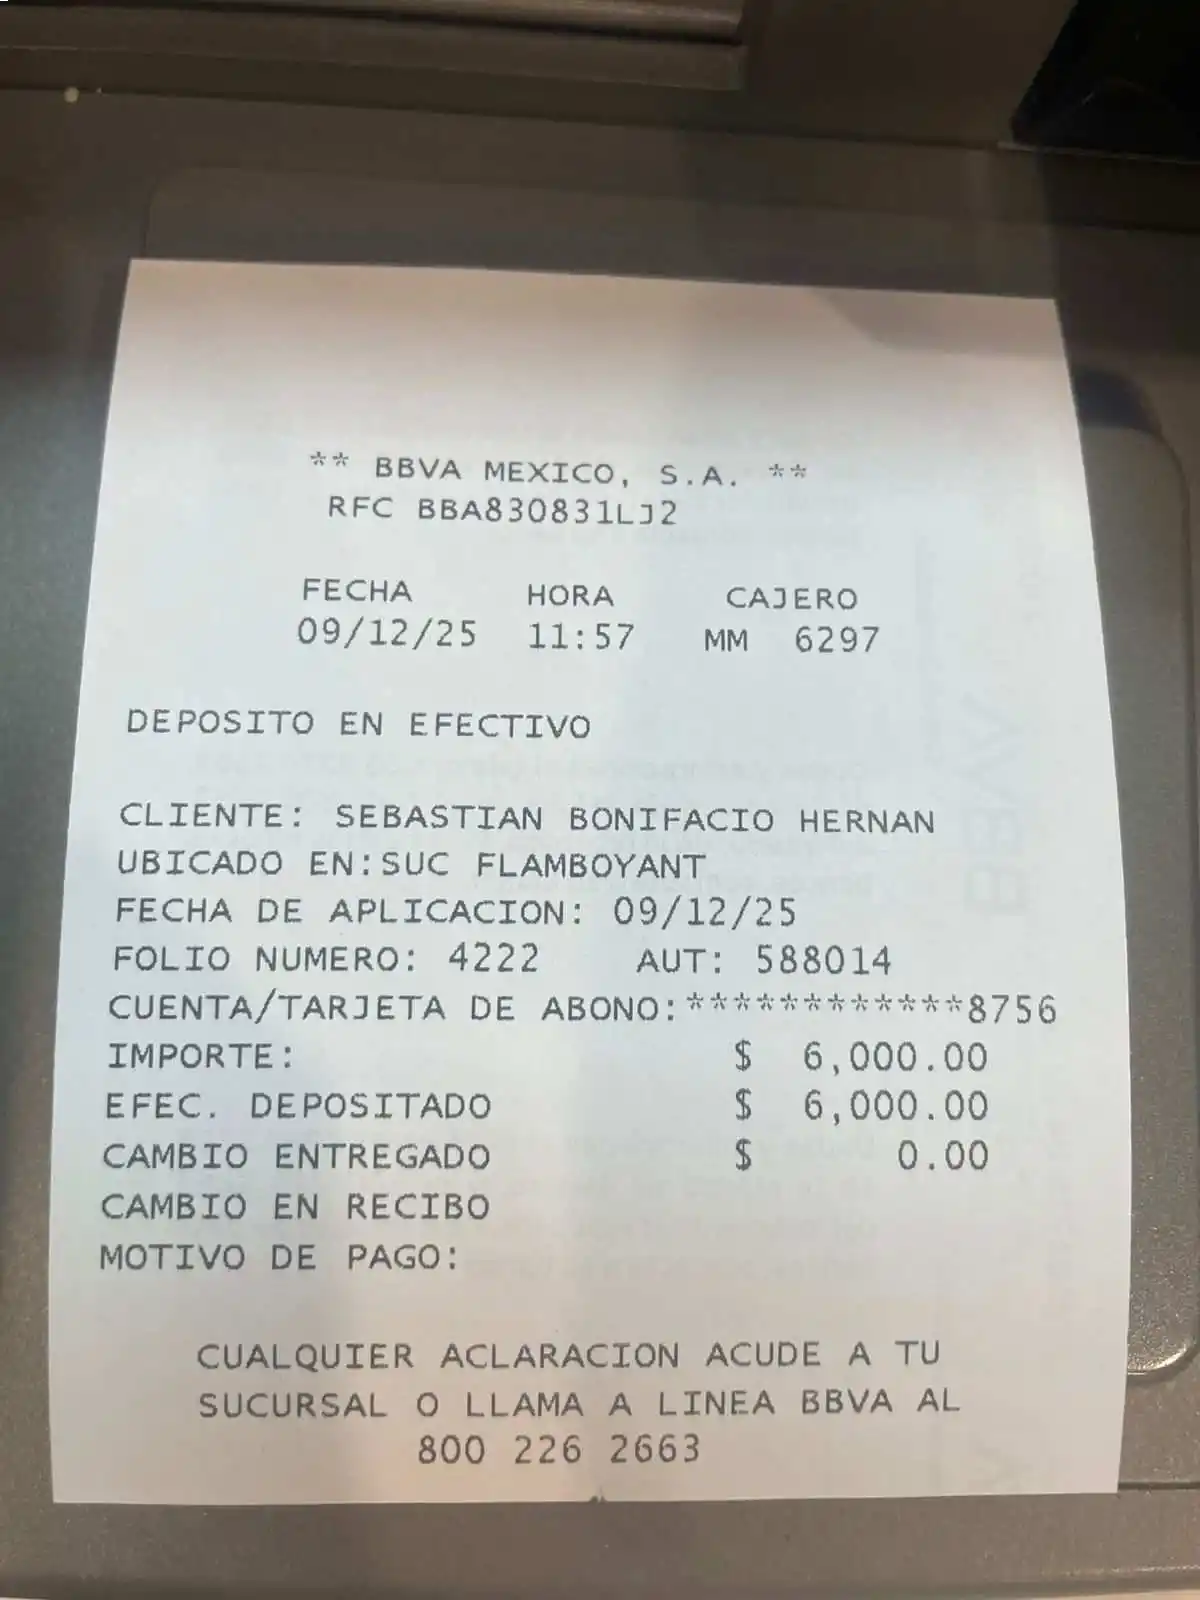 ** BBVA MEXICO, S.A. **
RFC BBA830831LJ2
FECHA HORA CAJERO
09/12/25 11:57 MM 6297
DEPOSITO EN EFECTIVO
CLIENTE: SEBASTIAN BONIFACIO HERNAN
UBICADO EN:SUC FLAMBOYANT
FECHA DE APLICACION: 09/12/25
FOLIO NUMERO: 4222 AUT: 588014
CUENTA/TARJETA DE ABONO:************8756
IMPORTE: $ 6,000.00
EFEC. DEPOSITADO $ 6,000.00
CAMBIO ENTREGADO $ 0.00
CAMBIO EN RECIBO
MOTIVO DE PAGO:
CUALQUIER ACLARACION ACUDE A TU
SUCURSAL O LLAMA A LINEA BBVA AL
800 226 2663